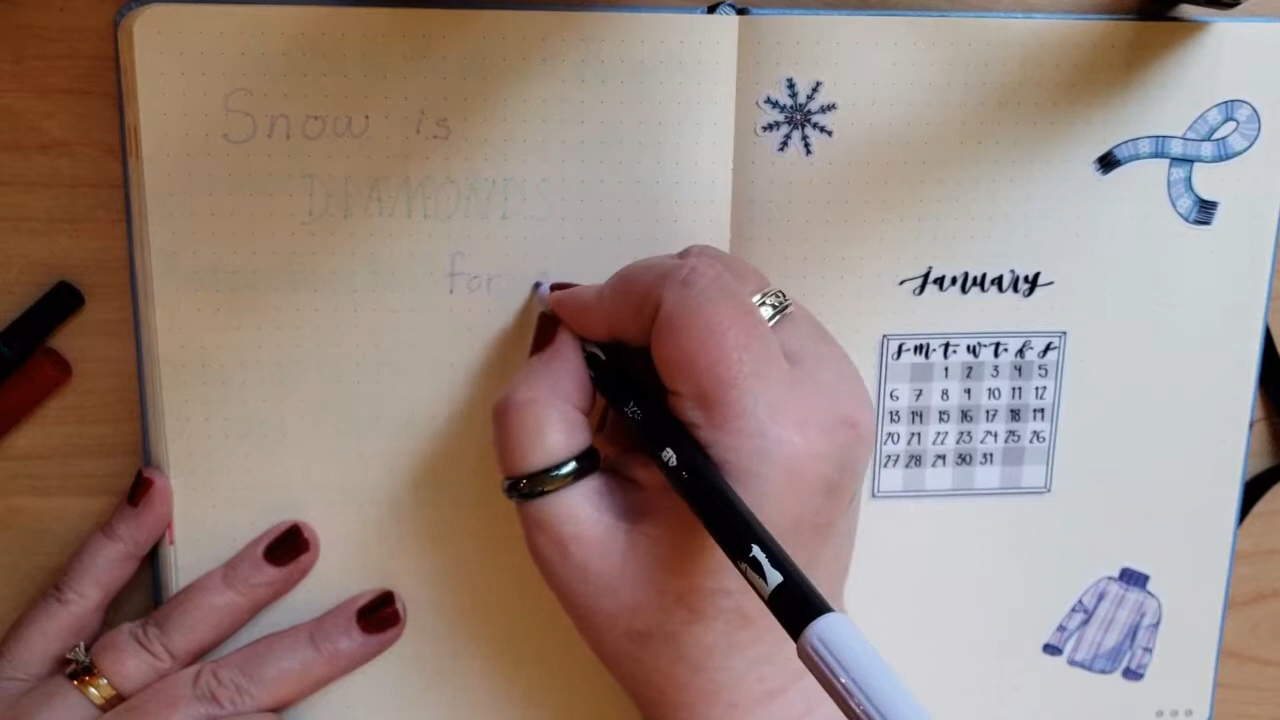 Snow is
DIAMONDS
for
january
S M T W T F S
1 2 3 4 5
6 7 8 9 10 11 12
13 14 15 16 17 18 19
20 21 22 23 24 25 26
27 28 29 30 31